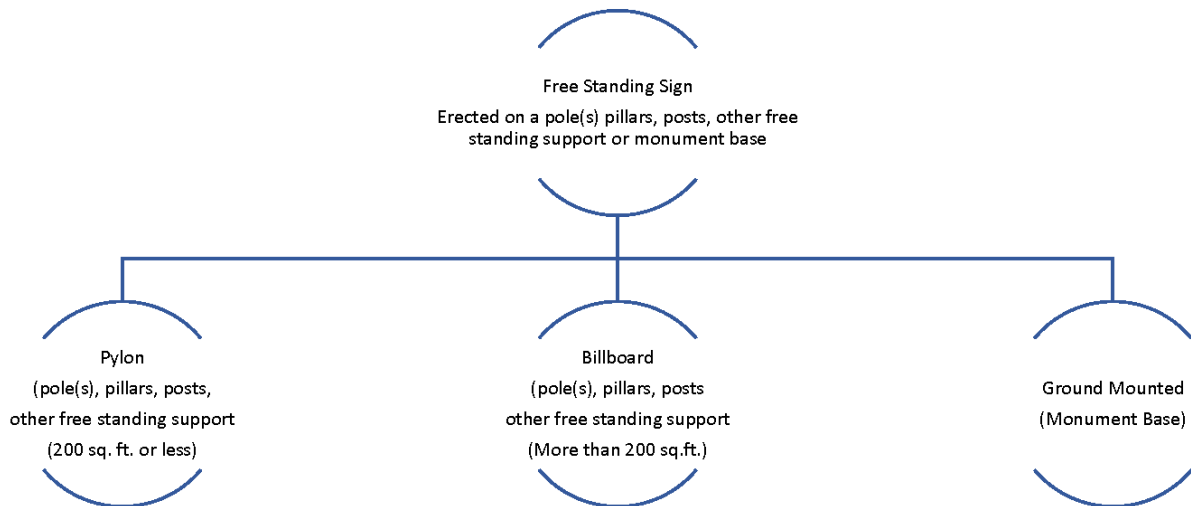 Free Standing Sign
Erected on a pole(s) pillars, posts, other free
standing support or monument base
Pylon
(pole(s), pillars, posts,
other free standing support
(200 sq. ft. or less)
Billboard
(pole(s), pillars, posts
other free standing support
(More than 200 sq.ft.)
Ground Mounted
(Monument Base)